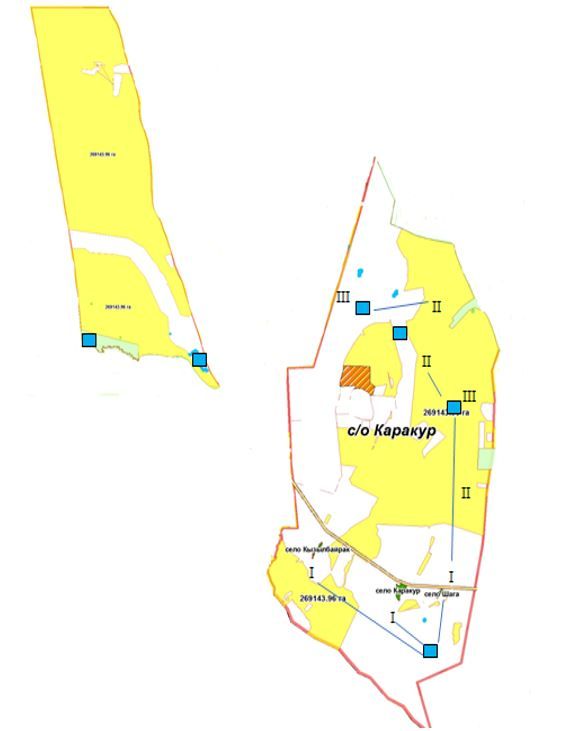 269143.96 га
269143.96 га
III
II
II
III
269143.96 га
с/о Каракур
II
село Кызылбайрак
I
I
село Каракур
село Шага
269143.96 га
I